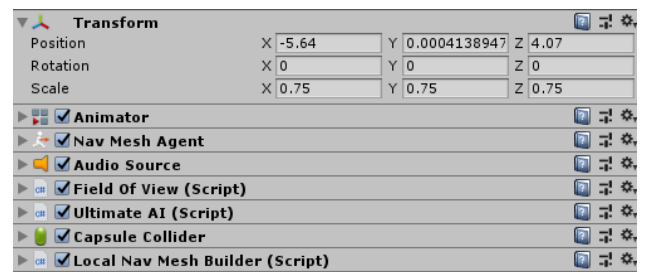 Transform
Position X -5.64 Y 0.0004138947 Z 4.07
Rotation X 0 Y 0 Z 0
Scale X 0.75 Y 0.75 Z 0.75
Animator
Nav Mesh Agent
Audio Source
c# Field Of View (Script)
c# Ultimate AI (Script)
Capsule Collider
c# Local Nav Mesh Builder (Script)